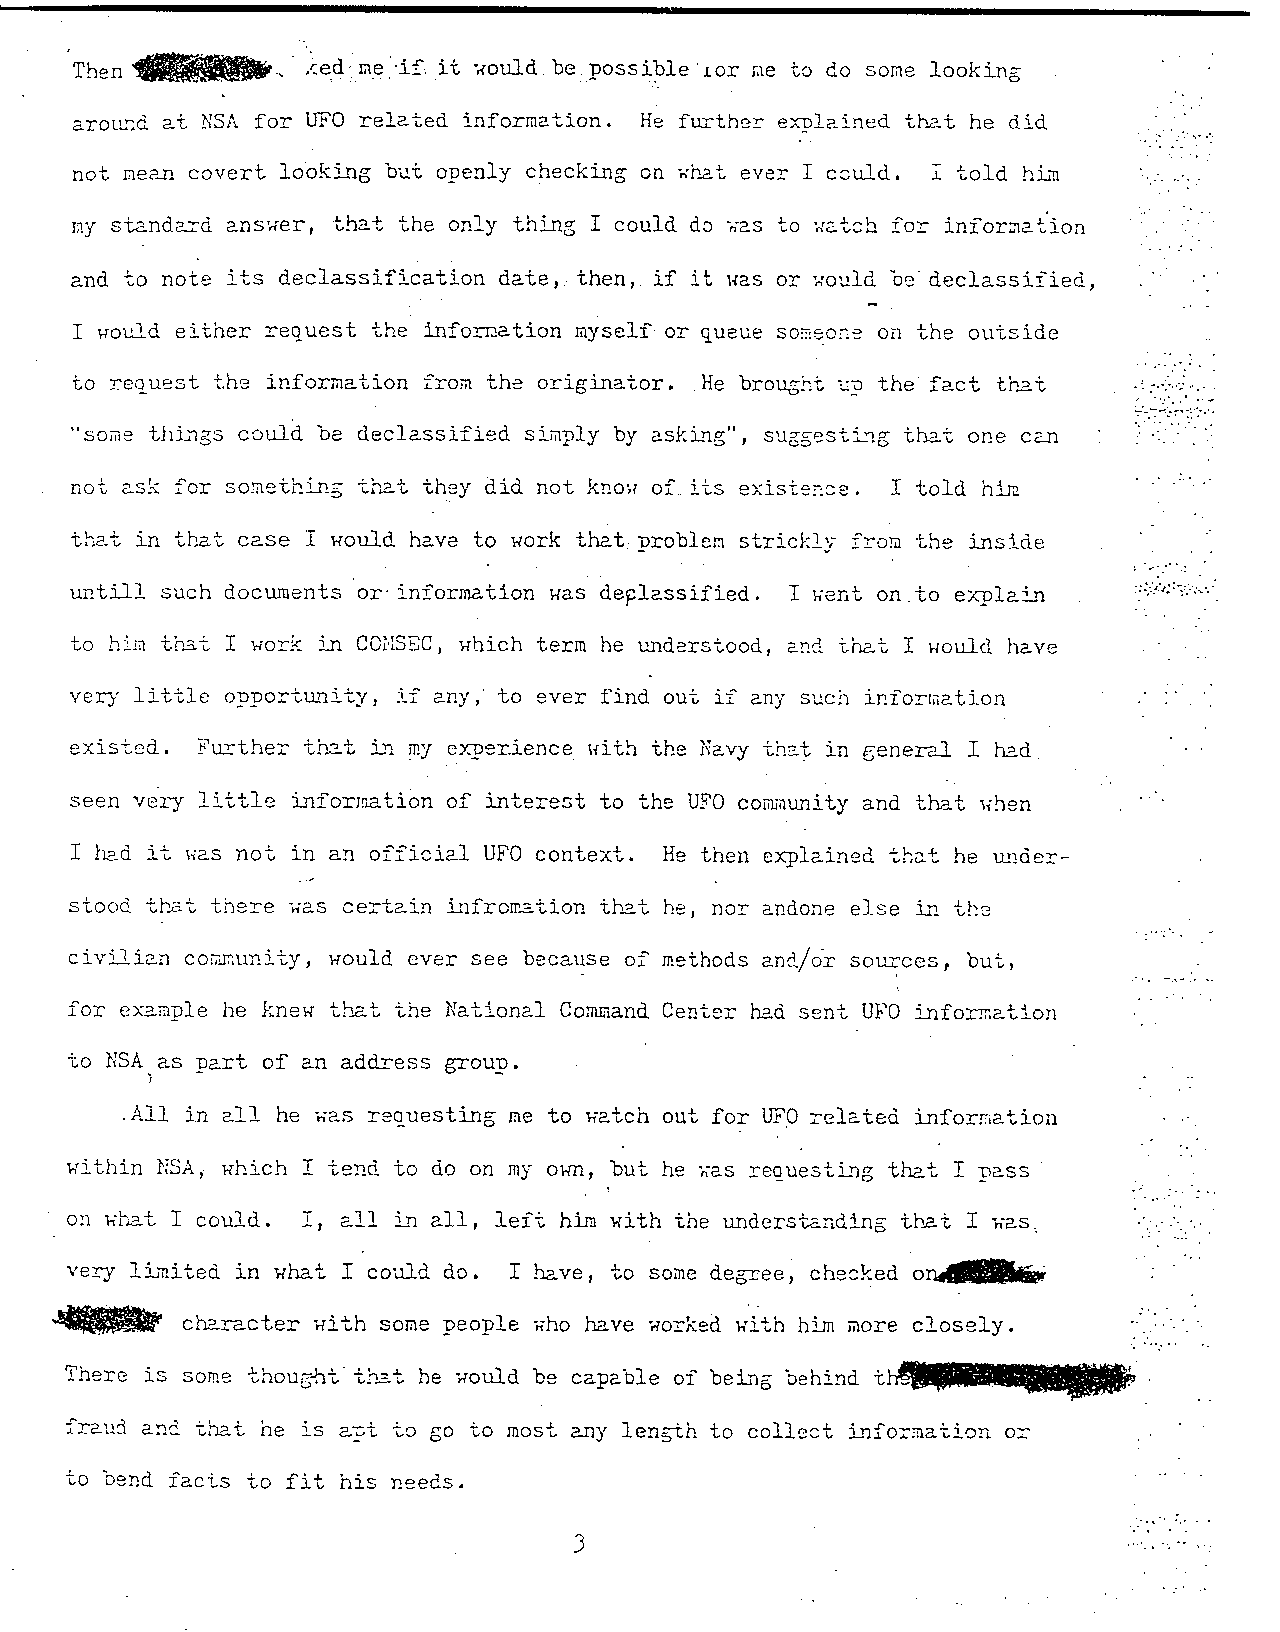 Then ked me if it would be possible for me to do some looking
around at NSA for UFO related information. He further explained that he did
not mean covert looking but openly checking on what ever I could. I told him
my standard answer, that the only thing I could do was to watch for information
and to note its declassification date, then, if it was or would be declassified,
I would either request the information myself or queue someone on the outside
to request the information from the originator. He brought up the fact that
"some things could be declassified simply by asking", suggesting that one can
not ask for something that they did not know of its existence. I told him
that in that case I would have to work that problem strickly from the inside
untill such documents or information was deplassified. I went on to explain
to him that I work in COMSEC, which term he understood, and that I would have
very little opportunity, if any, to ever find out if any such information
existed. Further that in my experience with the Navy that in general I had
seen very little information of interest to the UFO community and that when
I had it was not in an official UFO context. He then explained that he under-
stood that there was certain infromation that he, nor andone else in the
civilian community, would ever see because of methods and/or sources, but,
for example he knew that the National Command Center had sent UFO information
to NSA, as part of an address group.
All in all he was requesting me to watch out for UFO related information
within NSA, which I tend to do on my own, but he was requesting that I pass
on what I could. I, all in all, left him with the understanding that I was
very limited in what I could do. I have, to some degree, checked on
character with some people who have worked with him more closely.
There is some thought that he would be capable of being behind the
fraud and that he is apt to go to most any length to collect information or
to bend facts to fit his needs.
3